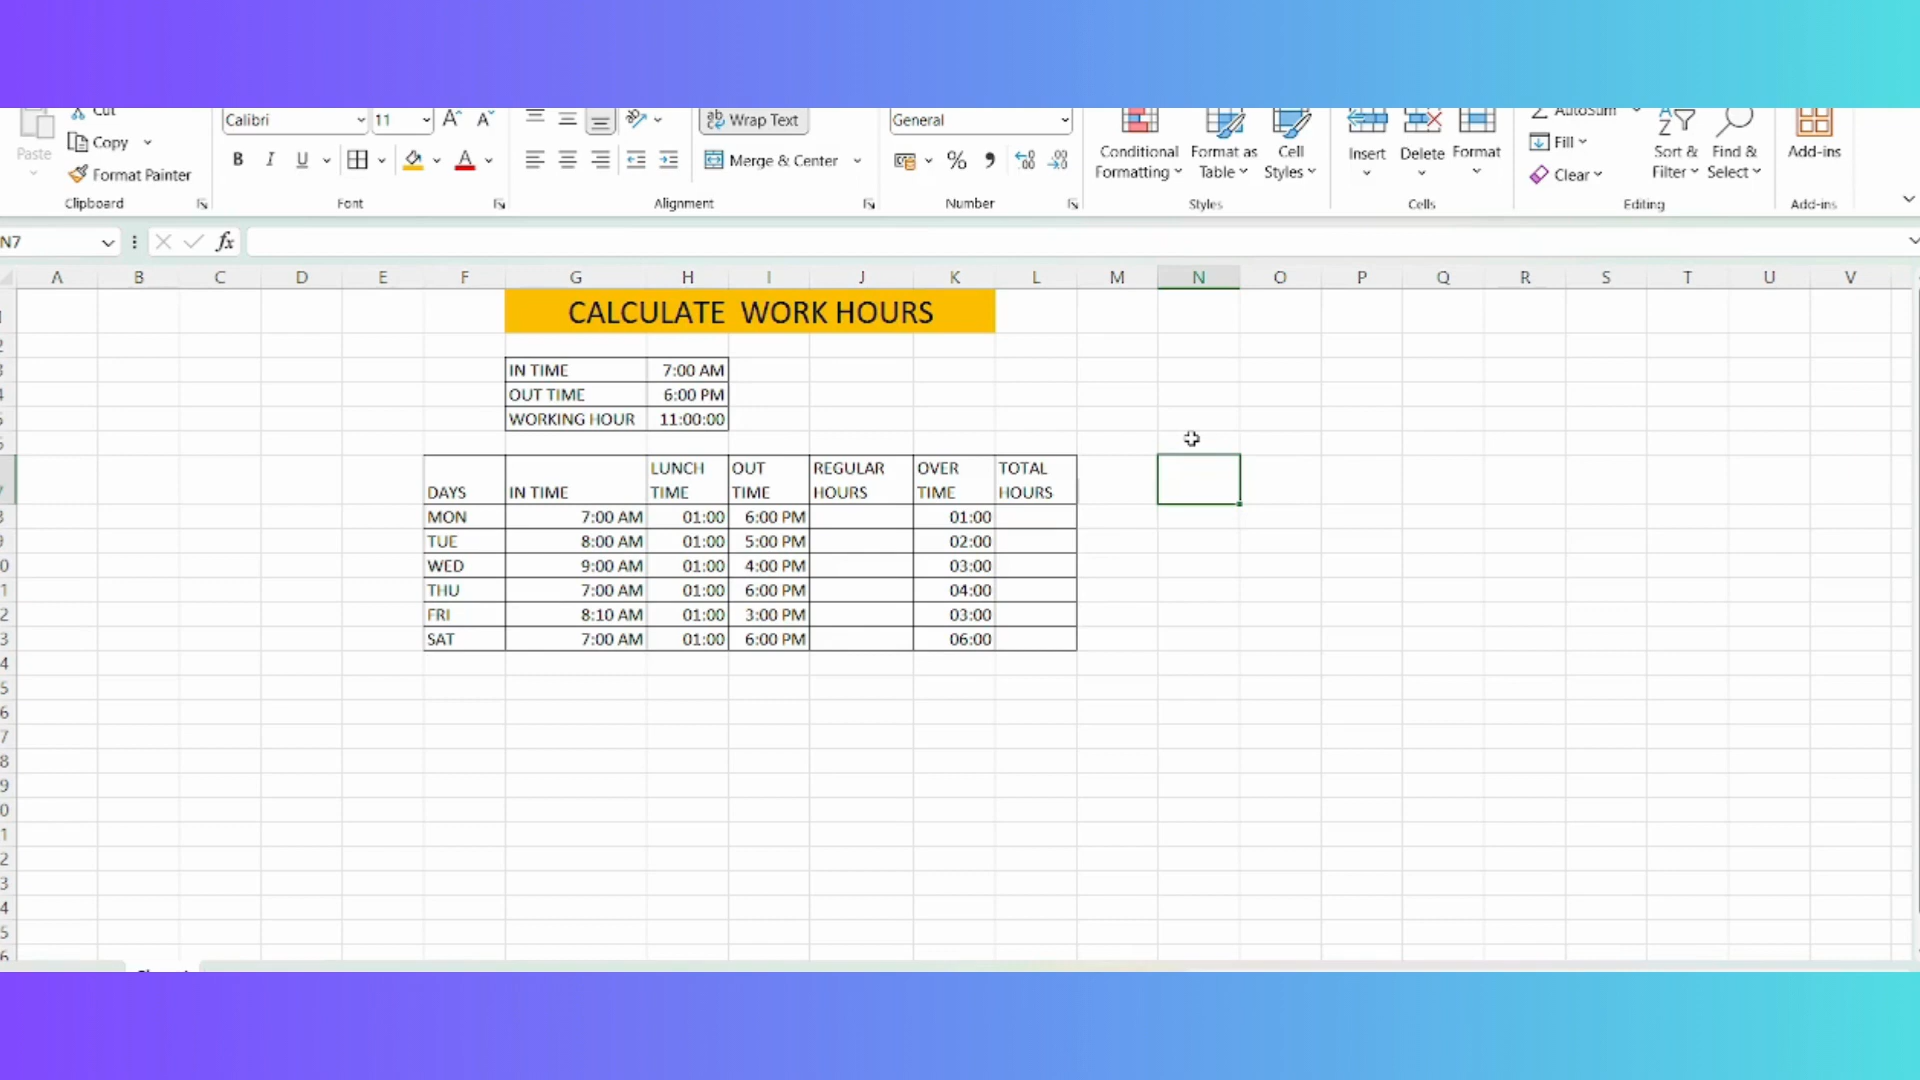 Cut
Copy
Paste
Format Painter
Clipboard
Calibri 11 A^ A˅
B I U A
Font
Wrap Text
Merge & Center
Alignment
General
% 9
Number
Conditional Formatting
Format as Table
Cell Styles
Styles
Insert
Delete
Format
Cells
AutoSum
Fill
Clear
Sort & Filter
Find & Select
Editing
Add-ins
Add-ins
N7 fx
A B C D E F G H I J K L M N O P Q R S T U V
CALCULATE WORK HOURS
IN TIME 7:00 AM
OUT TIME 6:00 PM
WORKING HOUR 11:00:00
DAYS IN TIME LUNCH TIME OUT TIME REGULAR HOURS OVER TIME TOTAL HOURS
MON 7:00 AM 01:00 6:00 PM 01:00
TUE 8:00 AM 01:00 5:00 PM 02:00
WED 9:00 AM 01:00 4:00 PM 03:00
THU 7:00 AM 01:00 6:00 PM 04:00
FRI 8:10 AM 01:00 3:00 PM 03:00
SAT 7:00 AM 01:00 6:00 PM 06:00